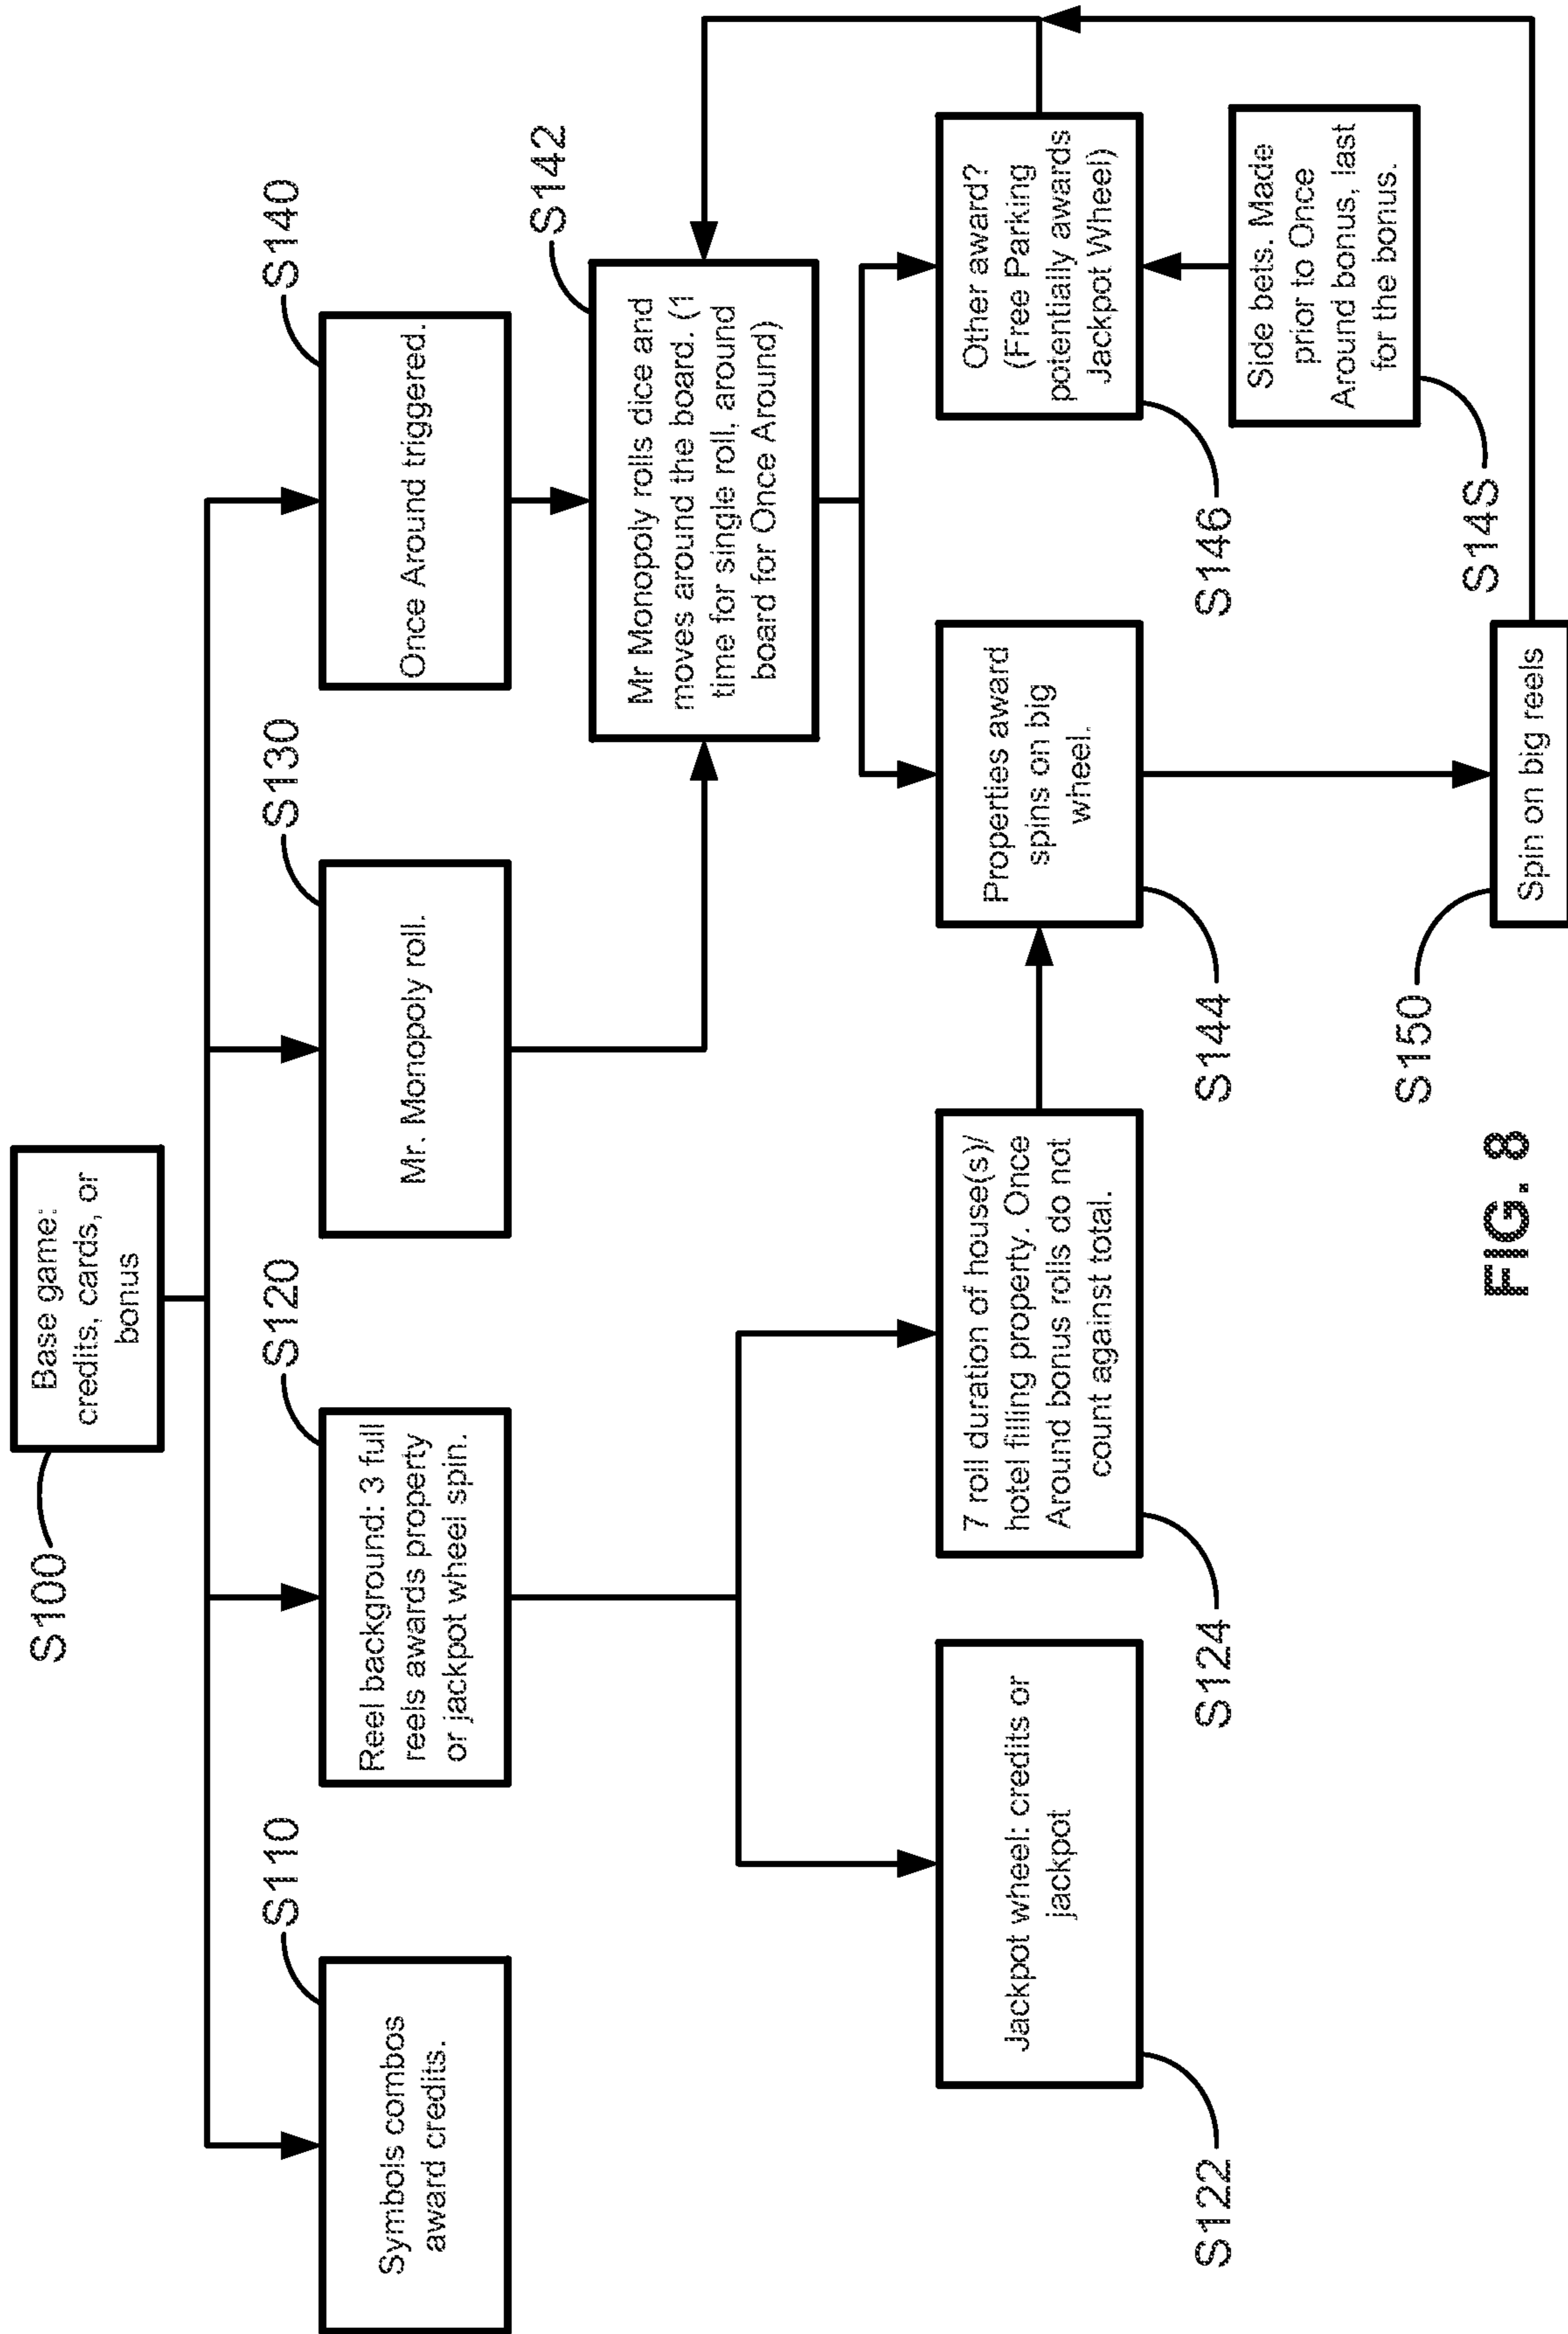 Base game:
credits, cards, or
bonus
S100
Symbols combos
award credits.
S110
Reel background: 3 full
reels awards property
or jackpot wheel spin.
S120
Mr. Monopoly roll.
S130
Once Around triggered.
S140
Mr Monopoly rolls dice and
moves around the board. (1
time for single roll, around
board for Once Around)
S142
Jackpot wheel: credits or
jackpot
S122
7 roll duration of house(s)/
hotel filling property. Once
Around bonus rolls do not
count against total.
S124
Properties award
spins on big
wheel.
S144
Other award?
(Free Parking
potentially awards
Jackpot Wheel)
S146
Side bets. Made
prior to Once
Around bonus, last
for the bonus.
S14S
Spin on big reels
S150
FIG. 8